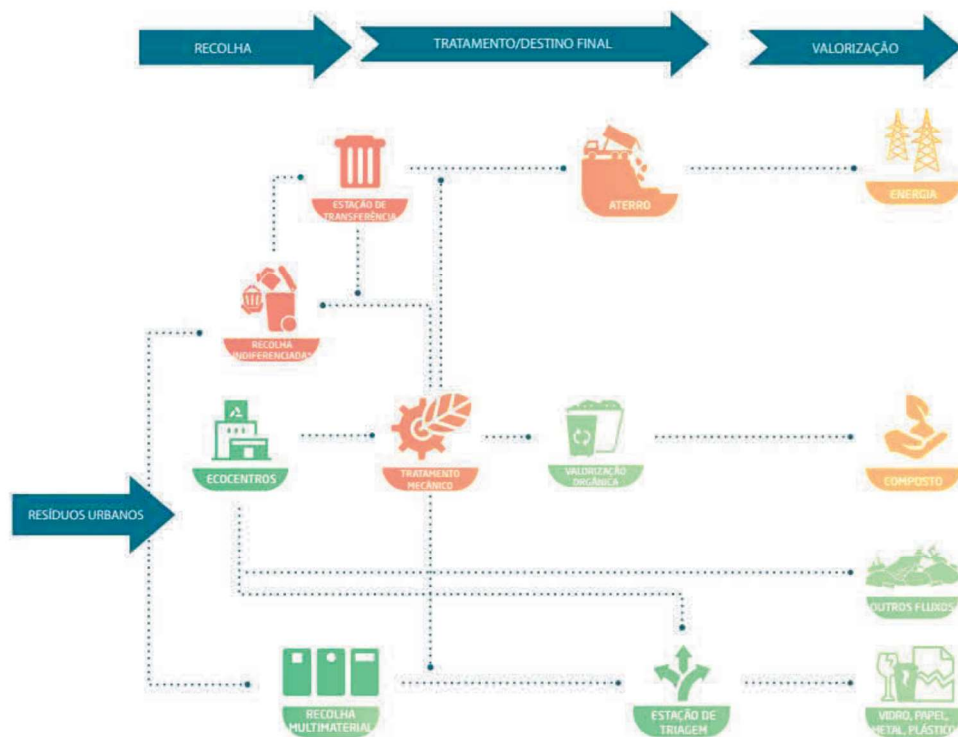 RECOLHA
TRATAMENTO/DESTINO FINAL
VALORIZAÇÃO
ESTAÇÃO DE
TRANSFERÊNCIA
ATERRO
ENERGIA
RECOLHA
INDIFERENCIADA
ECOCENTROS
TRATAMENTO
MECÂNICO
VALORIZAÇÃO
ORGÂNICA
COMPOSTO
RESÍDUOS URBANOS
OUTROS FLUXOS
RECOLHA
MULTIMATERIAL
ESTAÇÃO DE
TRIAGEM
VIDRO, PAPEL,
METAL, PLÁSTICO